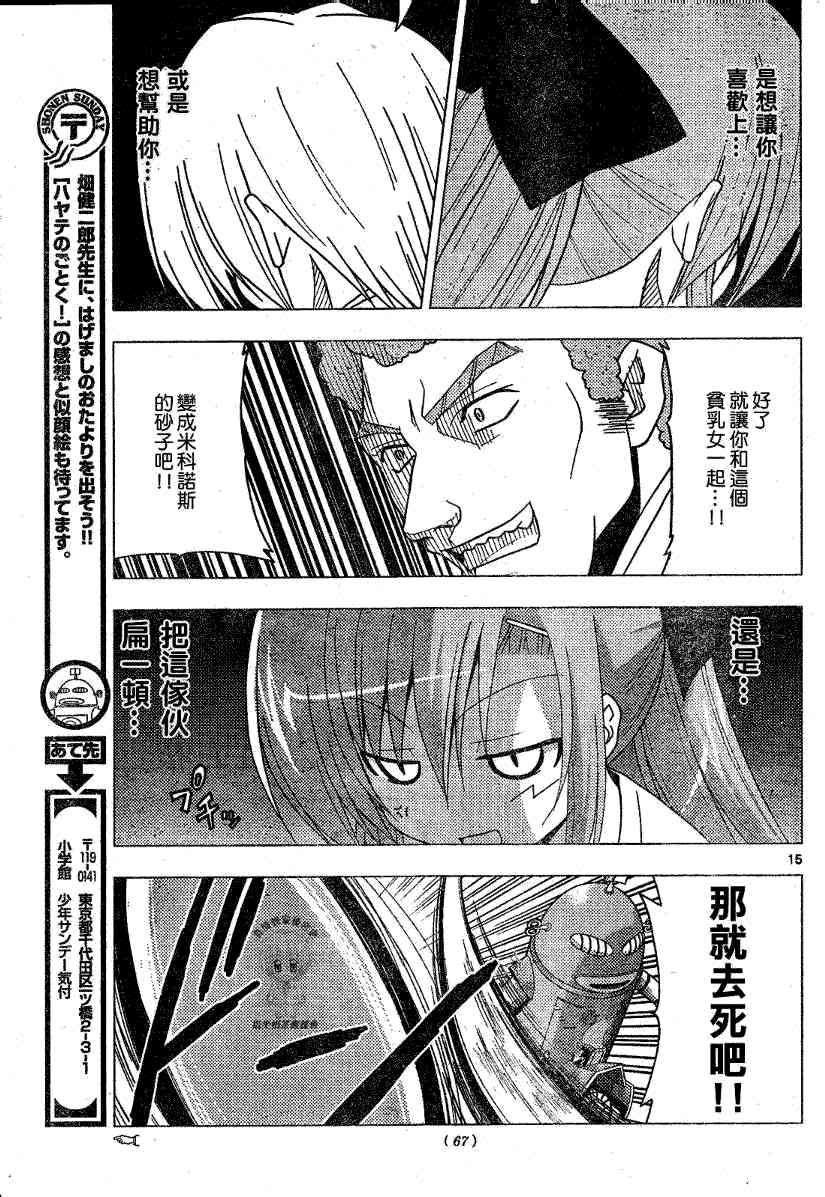 是想讓你
喜歡上…
或是
想幫助你…
好了
就讓你和這個
貧乳女一起…!!
變成米科諾斯
的砂子吧!!
還是…
把這傢伙
扁一頓…
プチッ
15
那就去死吧!!
(67)
SHONEN SUNDAY
〒
畑健二郎先生に、はげましのおたよりを出そう!!
[ハヤテのごとく!]の感想と似顔絵も待ってます。
あて先
〒119-0141 東京都千代田区一ツ橋2-3-1
小学館 少年サンデー気付